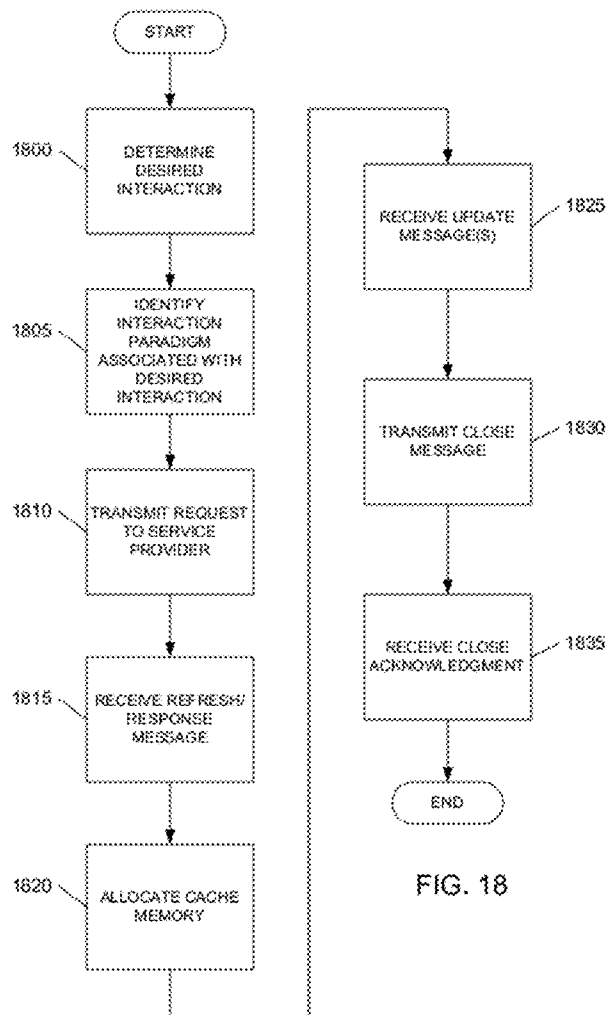 START
1800
DETERMINE
DESIRED
INTERACTION
1805
IDENTIFY
INTERACTION
PARADIGM
ASSOCIATED WITH
DESIRED
INTERACTION
1810
TRANSMIT REQUEST
TO SERVICE
PROVIDER
1815
RECEIVE REFRESH/
RESPONSE
MESSAGE
1820
ALLOCATE CACHE
MEMORY
RECEIVE UPDATE
MESSAGE(S)
1825
TRANSMIT CLOSE
MESSAGE
1830
RECEIVE CLOSE
ACKNOWLEDGMENT
1835
END
FIG. 18